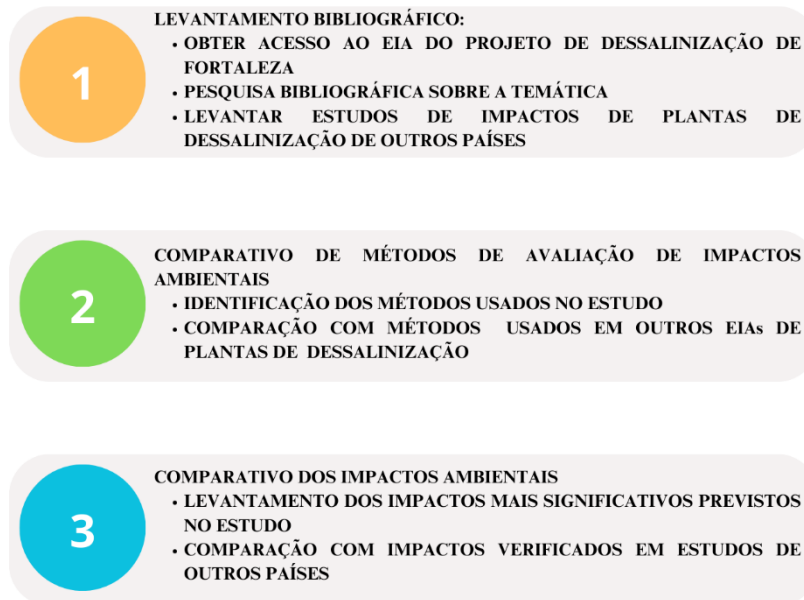 1
LEVANTAMENTO BIBLIOGRÁFICO:
• OBTER ACESSO AO EIA DO PROJETO DE DESSALINIZAÇÃO DE
FORTALEZA
• PESQUISA BIBLIOGRÁFICA SOBRE A TEMÁTICA
• LEVANTAR ESTUDOS DE IMPACTOS DE PLANTAS DE
DESSALINIZAÇÃO DE OUTROS PAÍSES
2
COMPARATIVO DE MÉTODOS DE AVALIAÇÃO DE IMPACTOS
AMBIENTAIS
• IDENTIFICAÇÃO DOS MÉTODOS USADOS NO ESTUDO
• COMPARAÇÃO COM MÉTODOS USADOS EM OUTROS EIAs DE
PLANTAS DE DESSALINIZAÇÃO
3
COMPARATIVO DOS IMPACTOS AMBIENTAIS
• LEVANTAMENTO DOS IMPACTOS MAIS SIGNIFICATIVOS PREVISTOS
NO ESTUDO
• COMPARAÇÃO COM IMPACTOS VERIFICADOS EM ESTUDOS DE
OUTROS PAÍSES